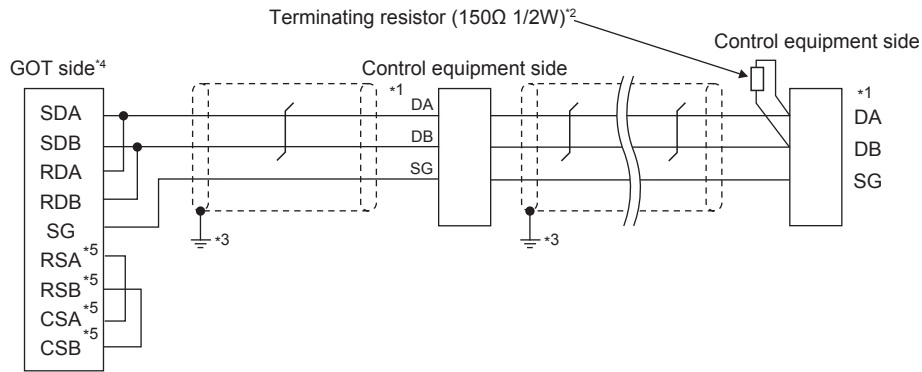 Terminating resistor (150Ω 1/2W)*2
Control equipment side
GOT side*4
Control equipment side
*1
*1
SDA
SDB
RDA
RDB
SG
RSA*5
RSB*5
CSA*5
CSB*5
DA
DB
SG
DA
DB
SG
*3
*3